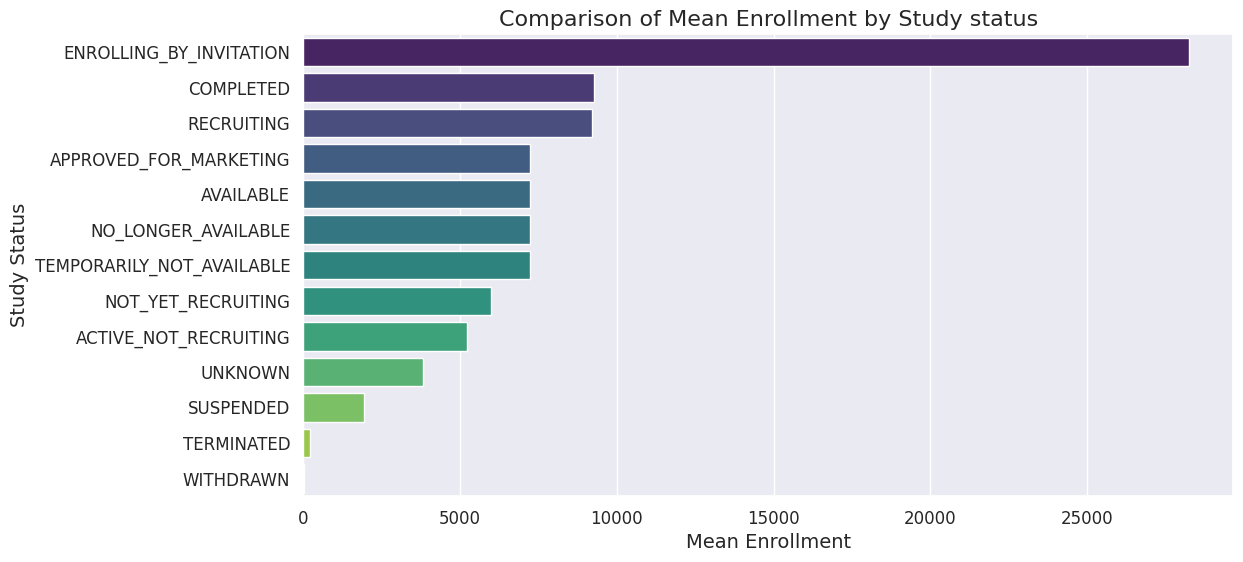 Comparison of Mean Enrollment by Study status
Study Status
ENROLLING_BY_INVITATION
COMPLETED
RECRUITING
APPROVED_FOR_MARKETING
AVAILABLE
NO_LONGER_AVAILABLE
TEMPORARILY_NOT_AVAILABLE
NOT_YET_RECRUITING
ACTIVE_NOT_RECRUITING
UNKNOWN
SUSPENDED
TERMINATED
WITHDRAWN
0 5000 10000 15000 20000 25000
Mean Enrollment